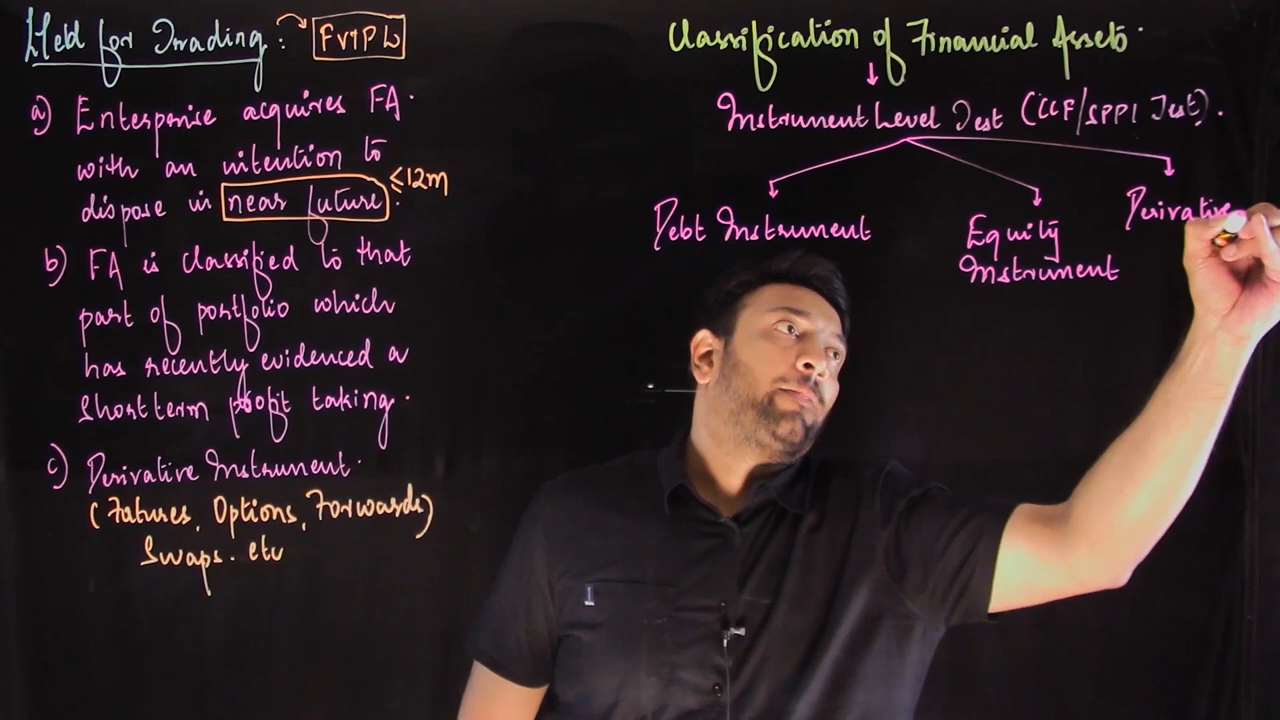 Held for Trading: FVTPL
a) Enterprise acquires FA.
with an intention to
dispose in near future. ≤12m
b) FA is classified to that
part of portfolio which
has recently evidenced a
short term profit taking.
c) Derivative Instrument.
(Futures, Options, Forwards)
Swaps. etc
Classification of Financial Assets.
Instrument Level Test (CCF/SPPI Test).
Debt Instrument
Equity
Instrument
Derivative